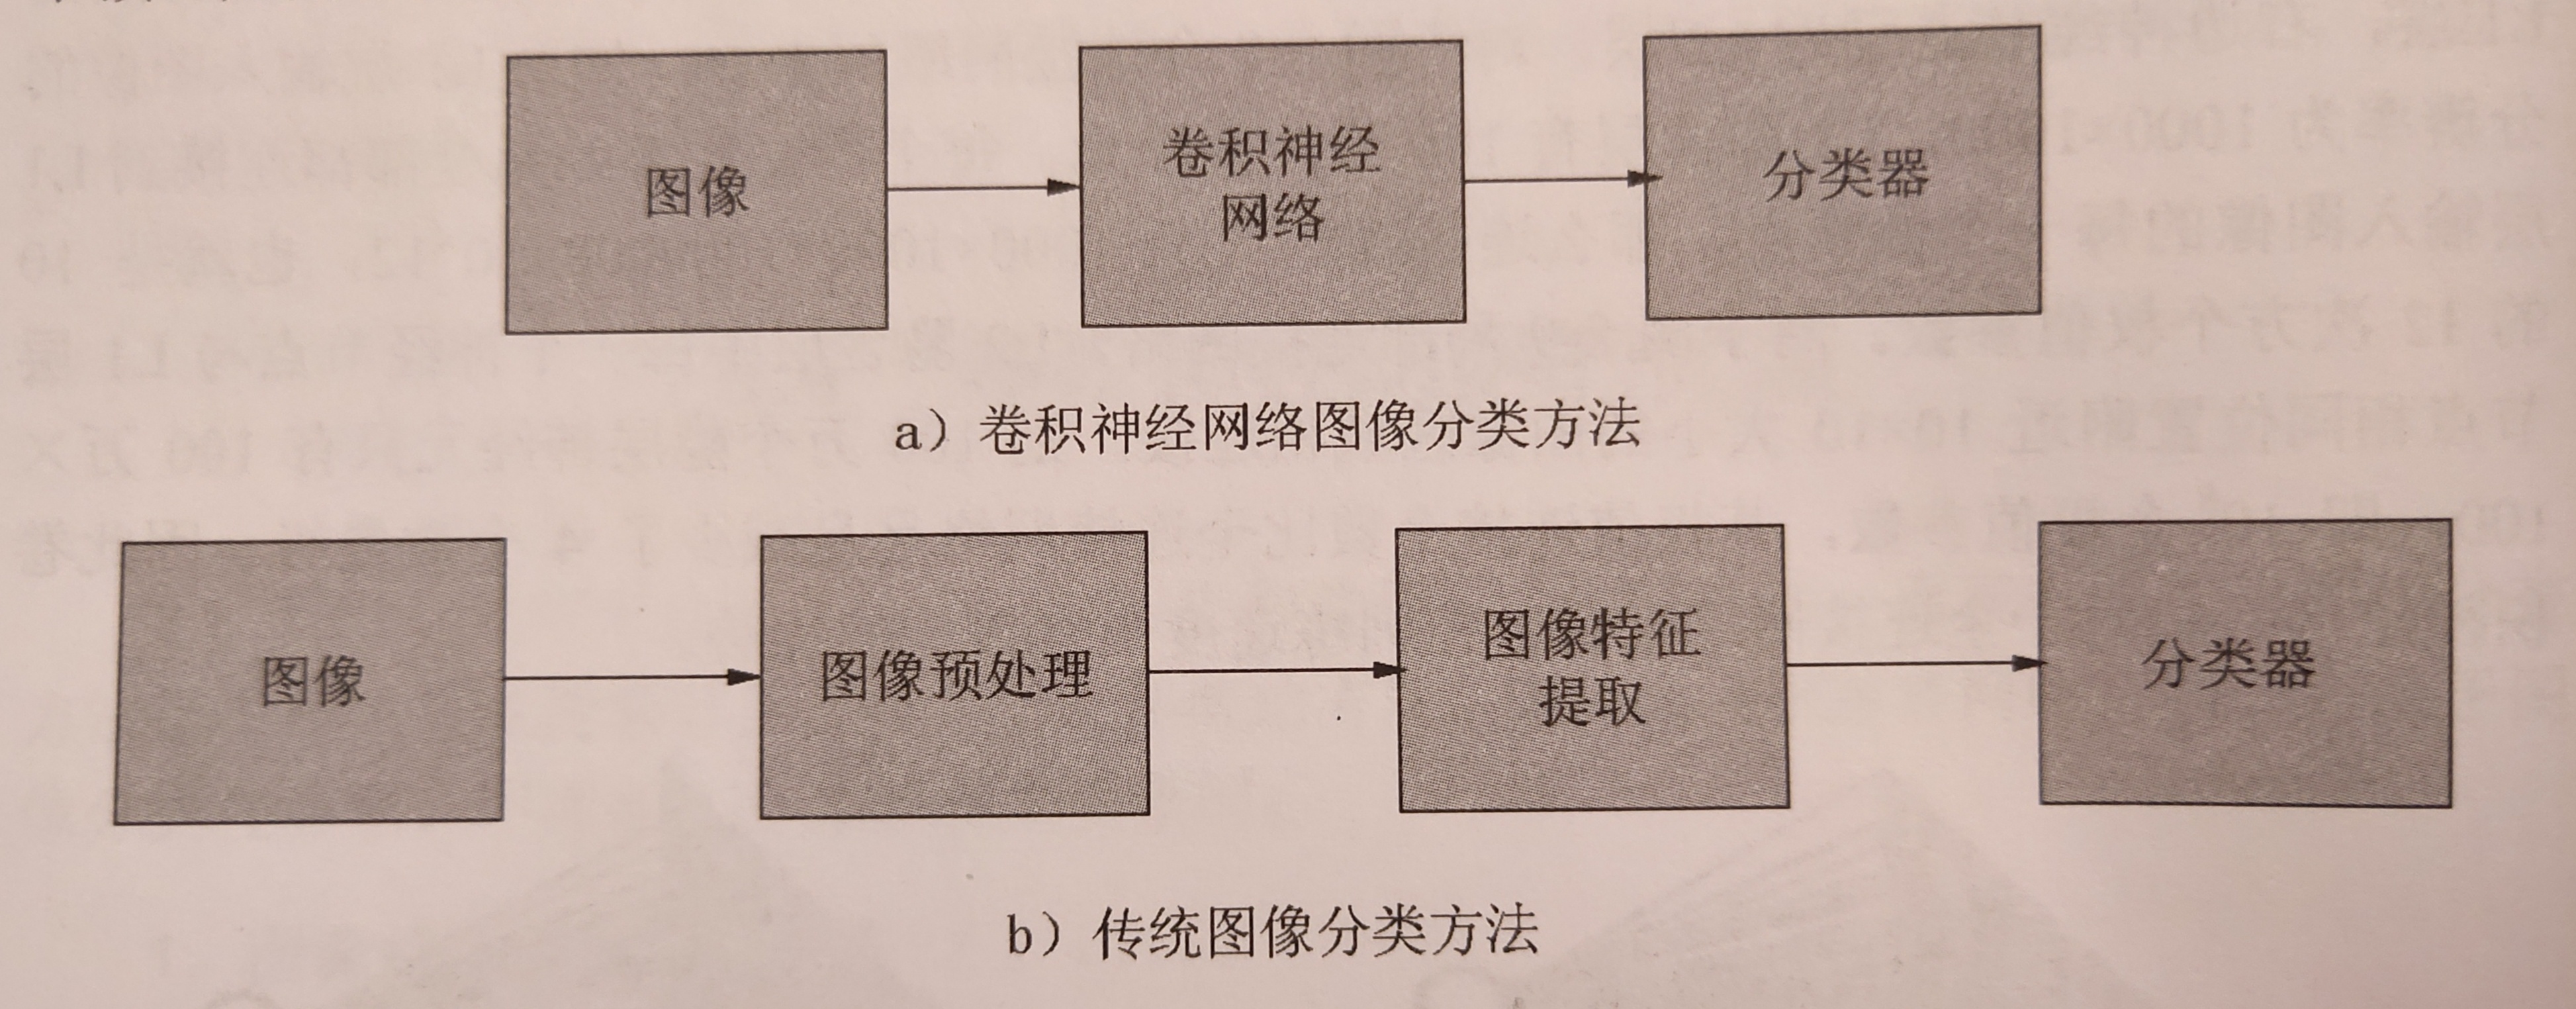 图像
卷积神经
网络
分类器
a）卷积神经网络图像分类方法
图像
图像预处理
图像特征
提取
分类器
b）传统图像分类方法